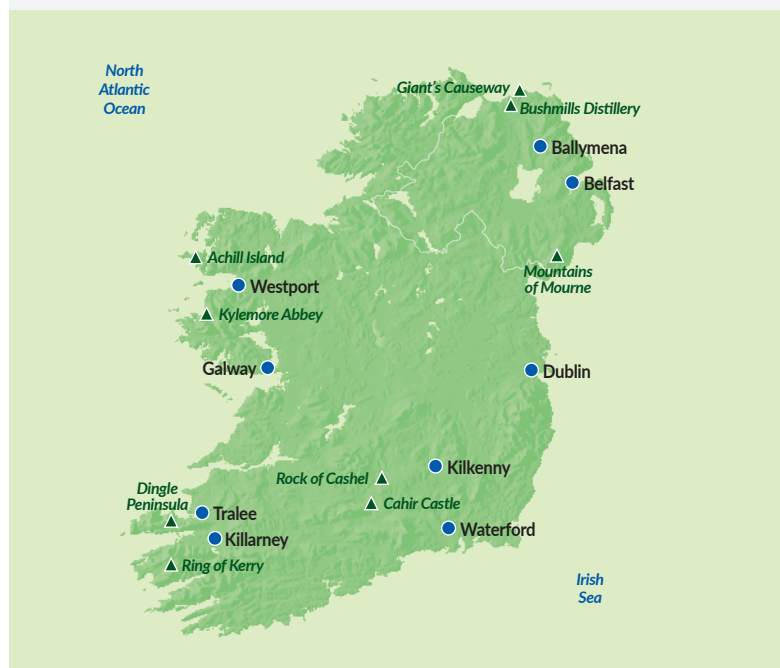 North
Atlantic
Ocean
Giant's Causeway
Bushmills Distillery
Ballymena
Belfast
Achill Island
Mountains
of Mourne
Westport
Kylemore Abbey
Galway
Dublin
Kilkenny
Rock of Cashel
Dingle
Peninsula
Cahir Castle
Tralee
Waterford
Killarney
Ring of Kerry
Irish
Sea